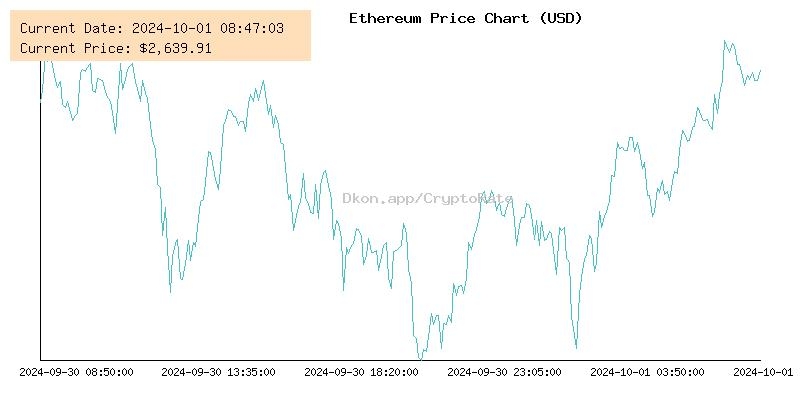 Ethereum Price Chart (USD)
Current Date: 2024-10-01 08:47:03
Current Price: $2,639.91
Dkon.app/CryptoRate
2024-09-30 08:50:00 2024-09-30 13:35:00 2024-09-30 18:20:00 2024-09-30 23:05:00 2024-10-01 03:50:00 2024-10-01